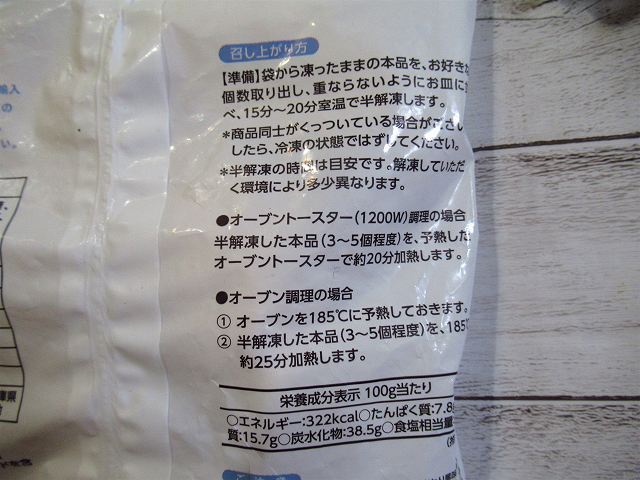 召し上がり方
【準備】袋から凍ったままの本品を、お好きな
個数取り出し、重ならないようにお皿に
べ、15分～20分室温で半解凍します。
*商品同士がくっついている場合がござい
したら、冷凍の状態ではずしてください。
*半解凍の時間は目安です。解凍していただ
く環境により多少異なります。
●オーブントースター(1200W)調理の場合
半解凍した本品(3～5個程度)を、予熱した
オーブントースターで約20分加熱します。
●オーブン調理の場合
① オーブンを185℃に予熱しておきます。
② 半解凍した本品(3～5個程度)を、185℃
約25分加熱します。
栄養成分表示 100g当たり
○エネルギー:322kcal○たんぱく質:7.8g
質:15.7g○炭水化物:38.5g○食塩相当量
輸入
の
い。
庫県